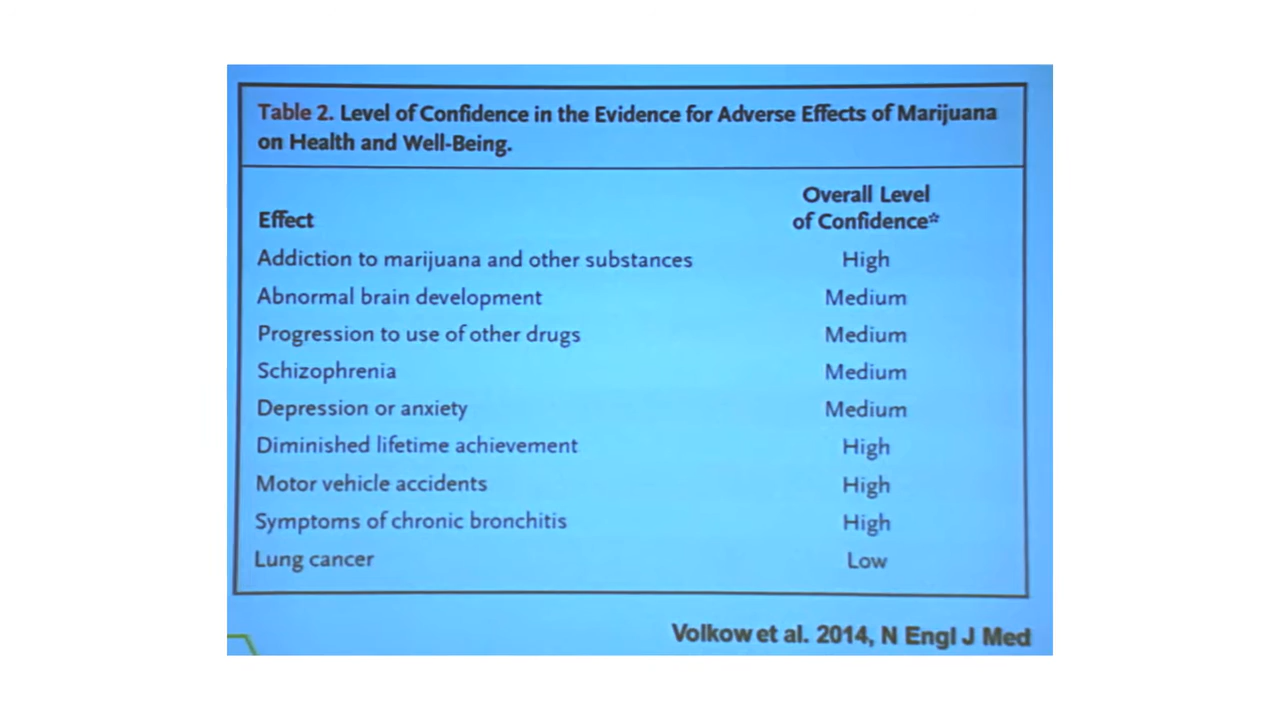 Table 2. Level of Confidence in the Evidence for Adverse Effects of Marijuana
on Health and Well-Being.
Effect Overall Level
of Confidence*
Addiction to marijuana and other substances High
Abnormal brain development Medium
Progression to use of other drugs Medium
Schizophrenia Medium
Depression or anxiety Medium
Diminished lifetime achievement High
Motor vehicle accidents High
Symptoms of chronic bronchitis High
Lung cancer Low
Volkow et al. 2014, N Engl J Med